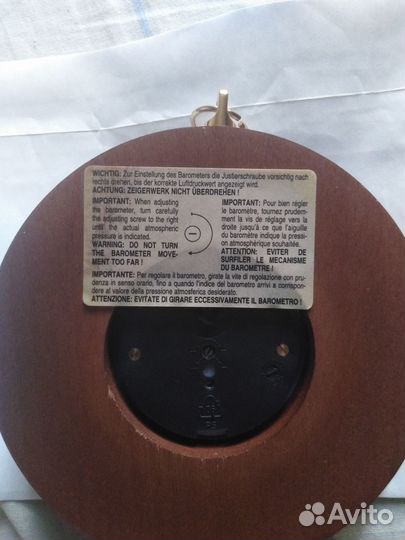 WICHTIG: Zur Einstellung des Barometers die Justierschraube vorsichtig nach
rechts drehen, bis der korrekte Luftdruckwert angezeigt wird.
ACHTUNG: ZEIGERWERK NICHT ÜBERDREHEN !
IMPORTANT: When adjusting
the barometer, turn carefully
the adjusting screw to the right
until the actual atmospheric
pressure is indicated.
WARNING: DO NOT TURN
THE BAROMETER MOVE-
MENT TOO FAR !
IMPORTANT: Pour bien régler
le baromètre, tournez prudem-
ment la vis de réglage vers la
droite jusqu'à ce que l'aiguille
du baromètre indique la pressi-
on atmosphérique souhaitée.
ATTENTION: EVITER DE
SURFILER LE MECANISME
DU BAROMETRE !
IMPORTANTE: Per regolare il barometro, girate la vite di regolazione con pru-
denza in senso orario, fino a quando l'indice del barometro arrivi a corrispon-
dere al valore della pressione atmosferica desiderato.
ATTENZIONE: EVITATE DI GIRARE ECCESSIVAMENTE IL BAROMETRO !
PS
Avito